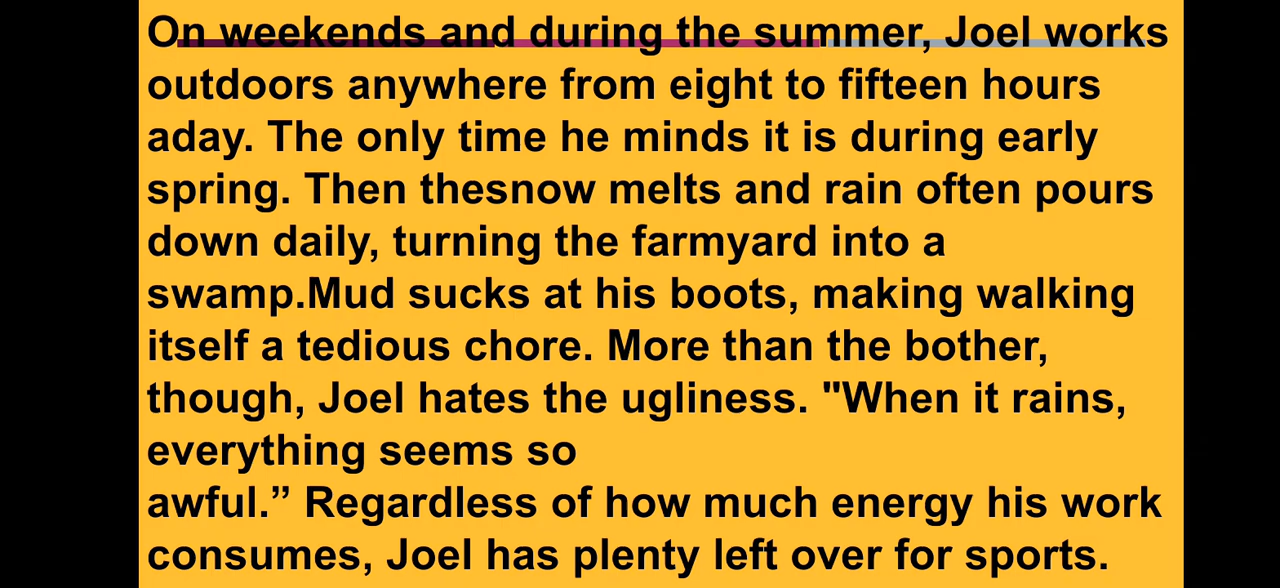 On weekends and during the summer, Joel works
outdoors anywhere from eight to fifteen hours
aday. The only time he minds it is during early
spring. Then thesnow melts and rain often pours
down daily, turning the farmyard into a
swamp.Mud sucks at his boots, making walking
itself a tedious chore. More than the bother,
though, Joel hates the ugliness. "When it rains,
everything seems so
awful.” Regardless of how much energy his work
consumes, Joel has plenty left over for sports.